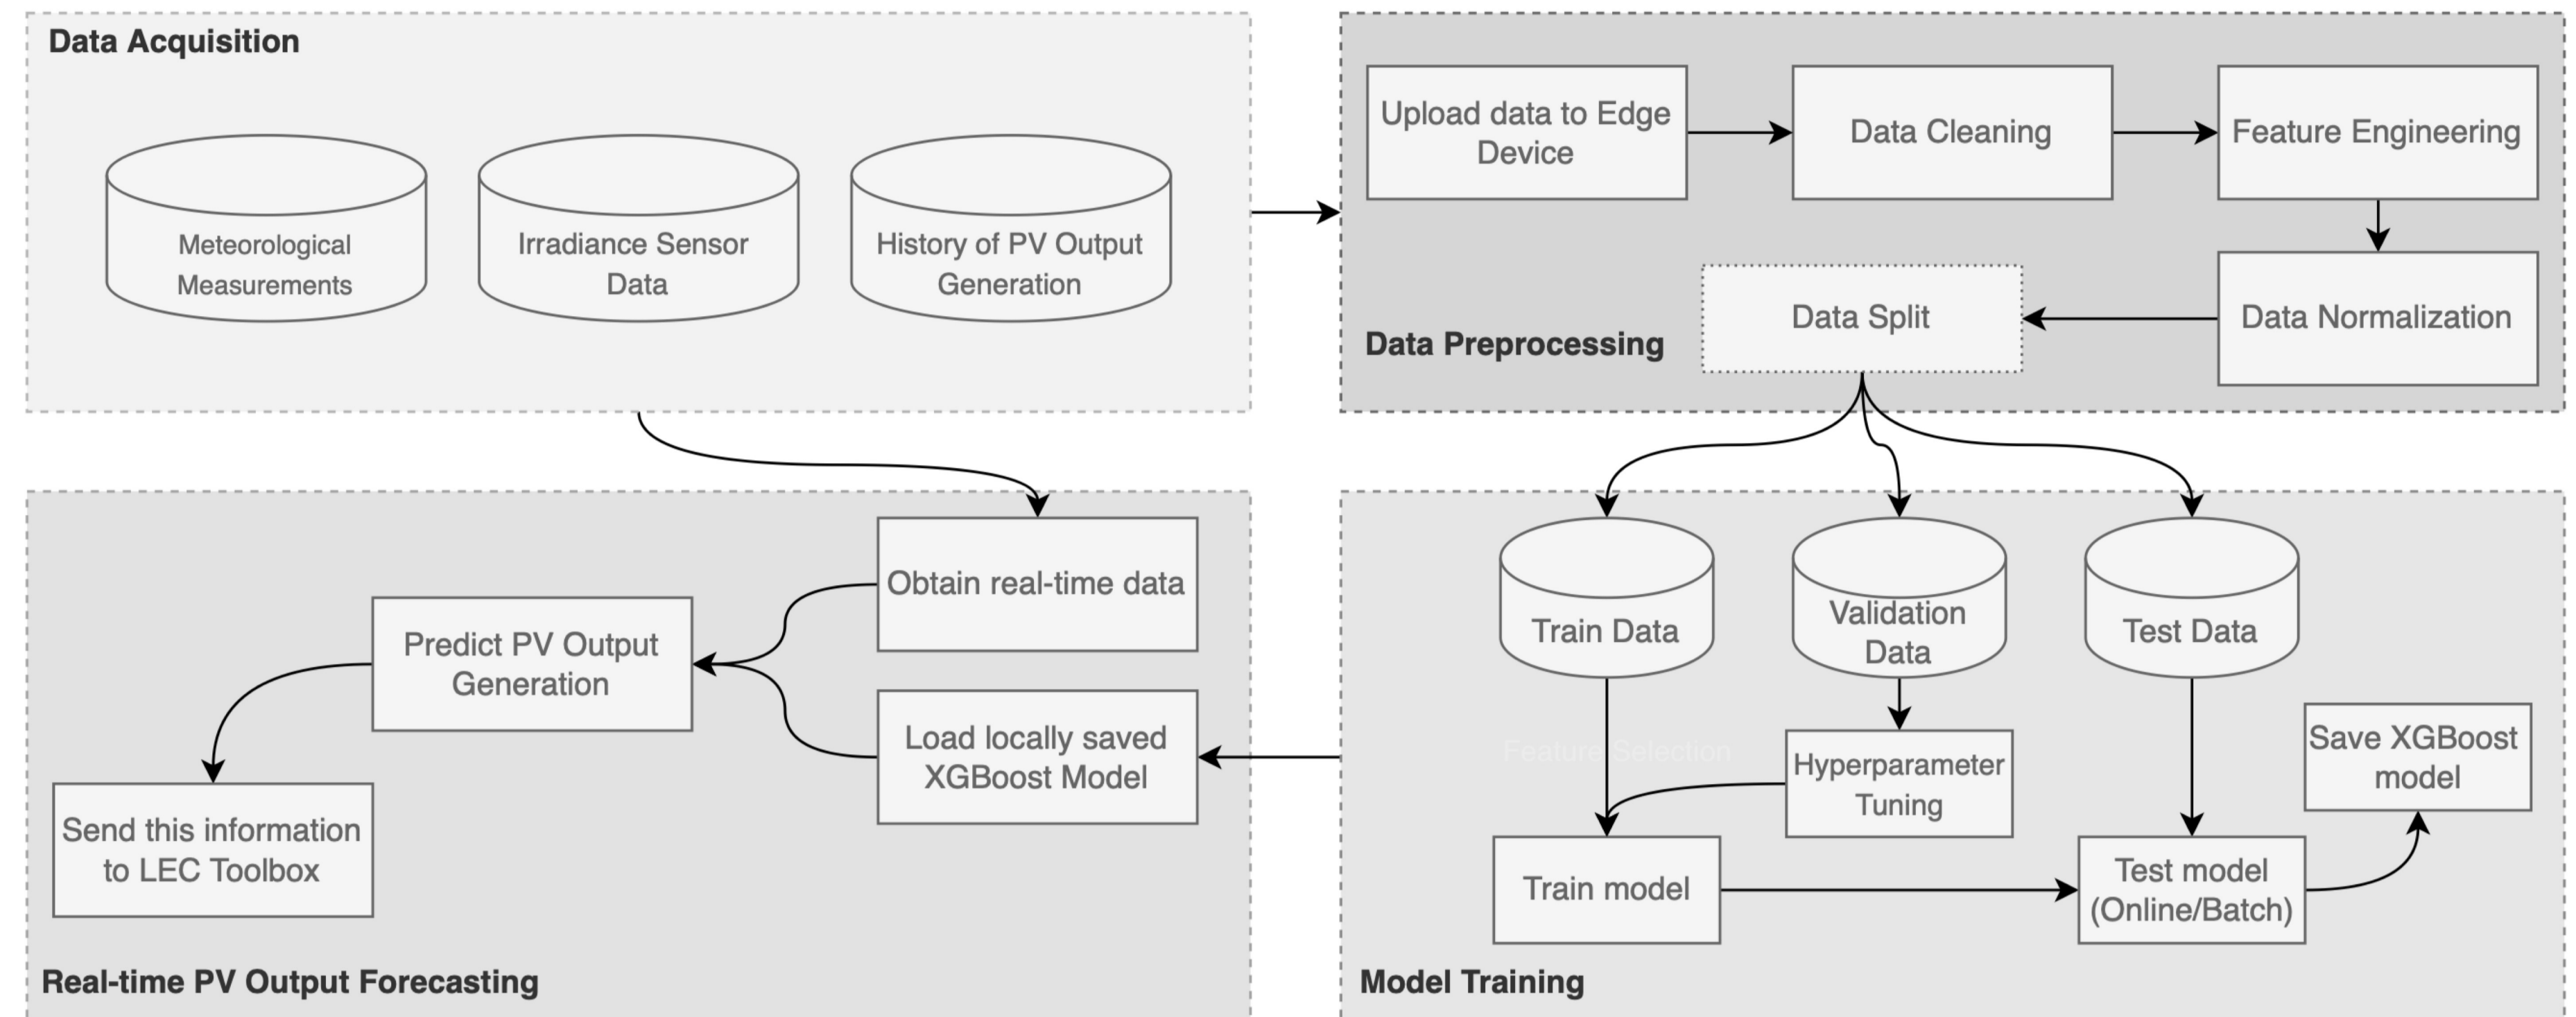 Data Acquisition
Meteorological
Measurements
Irradiance Sensor
Data
History of PV Output
Generation
Upload data to Edge
Device
Data Cleaning
Feature Engineering
Data Normalization
Data Split
Data Preprocessing
Obtain real-time data
Predict PV Output
Generation
Load locally saved
XGBoost Model
Send this information
to LEC Toolbox
Real-time PV Output Forecasting
Train Data
Validation
Data
Test Data
Feature Selection
Hyperparameter
Tuning
Save XGBoost
model
Train model
Test model
(Online/Batch)
Model Training